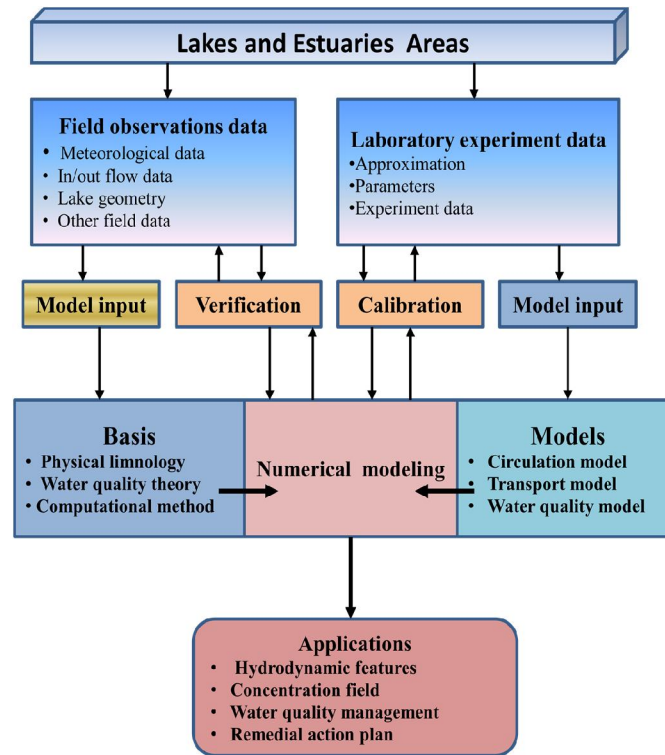 Lakes and Estuaries Areas
Field observations data
• Meteorological data
• In/out flow data
• Lake geometry
• Other field data
Laboratory experiment data
•Approximation
•Parameters
•Experiment data
Model input
Verification
Calibration
Model input
Basis
• Physical limnology
• Water quality theory
• Computational method
Numerical modeling
Models
• Circulation model
• Transport model
• Water quality model
Applications
• Hydrodynamic features
• Concentration field
• Water quality management
• Remedial action plan